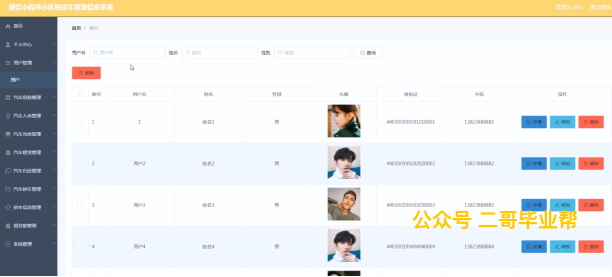 微信小程序小区租拼车管理信息系统
管理员 abo
首页 / 用户
首页
个人中心
用户管理
用户
汽车品牌管理
汽车入库管理
汽车出库管理
汽车租赁管理
汽车归还管理
汽车拼车管理
拼车信息管理
留言板管理
系统管理
用户名 用户名 姓名 姓名 性别 性别 查询
删除
索引 用户名 姓名 性别 头像 身份证 手机 操作
1 1 姓名1 男 440300199101010001 13823888881 详情 修改 删除
2 用户2 姓名2 男 440300199202020002 13823888882 详情 修改 删除
3 用户3 姓名3 男 440300199303030003 13823888883 详情 修改 删除
4 用户4 姓名4 男 440300199404040004 13823888884 详情 修改 删除
公众号 二哥毕业帮